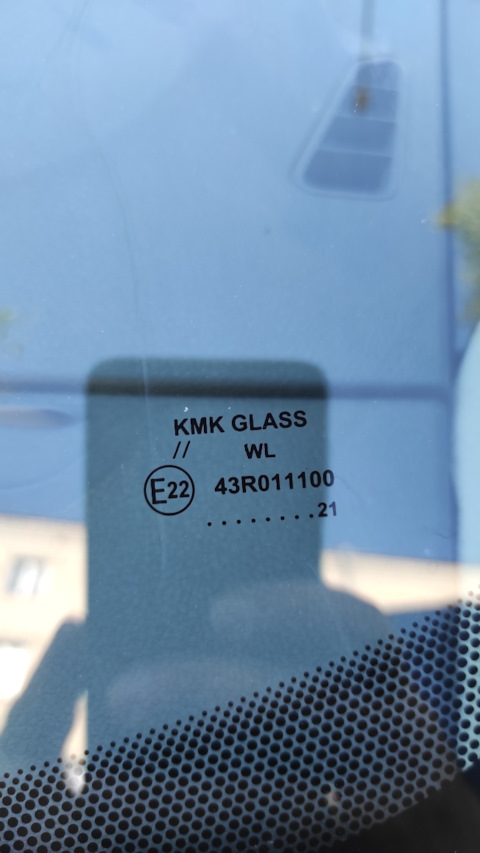 KMK GLASS
// WL
E22 43R011100
........21